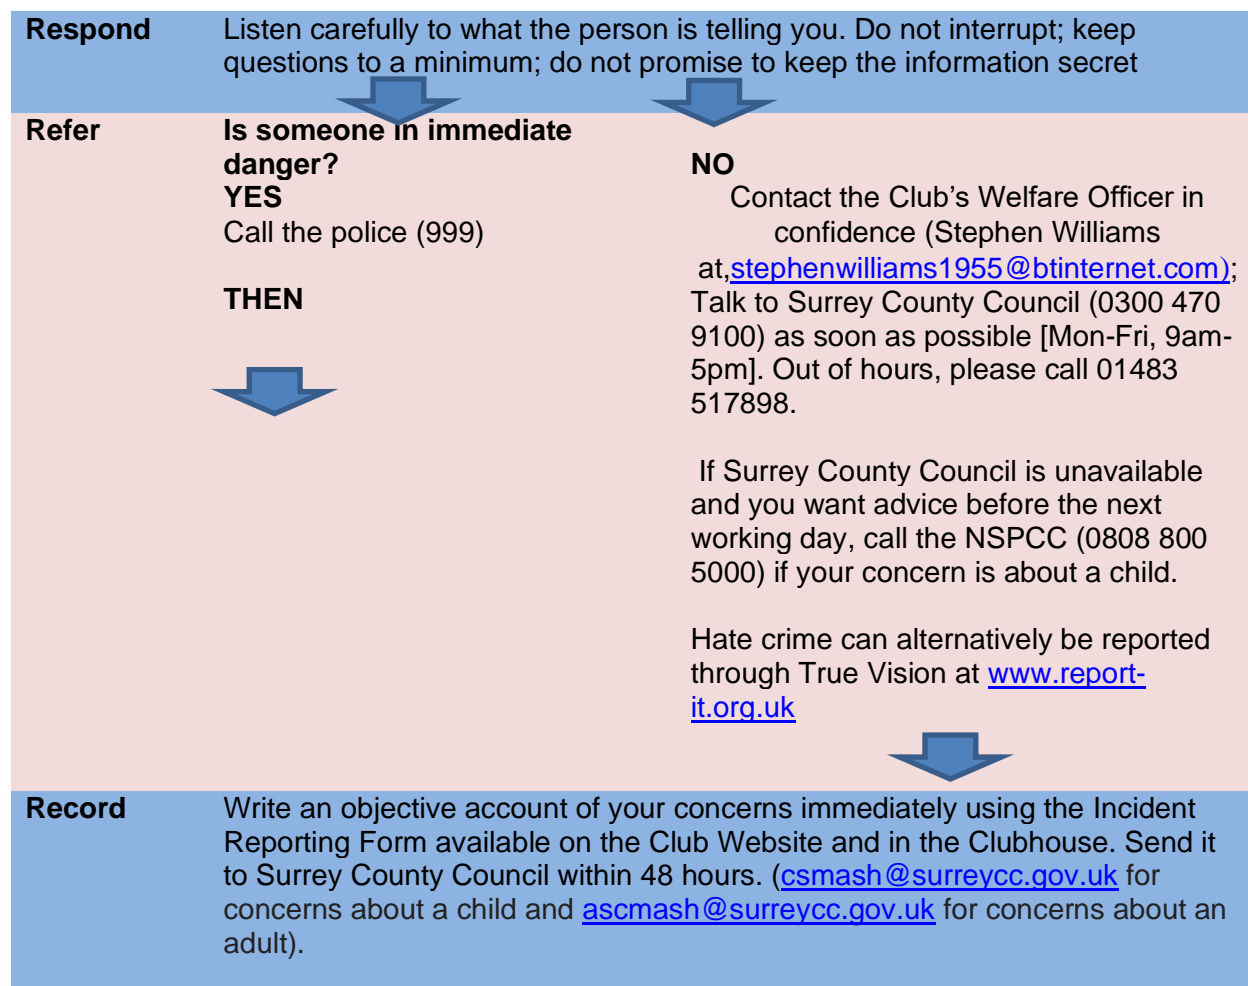 Respond
Listen carefully to what the person is telling you. Do not interrupt; keep
questions to a minimum; do not promise to keep the information secret
Refer
Is someone in immediate
danger?
YES
Call the police (999)
THEN
NO
Contact the Club’s Welfare Officer in
confidence (Stephen Williams
at,stephenwilliams1955@btinternet.com);
Talk to Surrey County Council (0300 470
9100) as soon as possible [Mon-Fri, 9am-
5pm]. Out of hours, please call 01483
517898.
If Surrey County Council is unavailable
and you want advice before the next
working day, call the NSPCC (0808 800
5000) if your concern is about a child.
Hate crime can alternatively be reported
through True Vision at www.report-
it.org.uk
Record
Write an objective account of your concerns immediately using the Incident
Reporting Form available on the Club Website and in the Clubhouse. Send it
to Surrey County Council within 48 hours. (csmash@surreycc.gov.uk for
concerns about a child and ascmash@surreycc.gov.uk for concerns about an
adult).